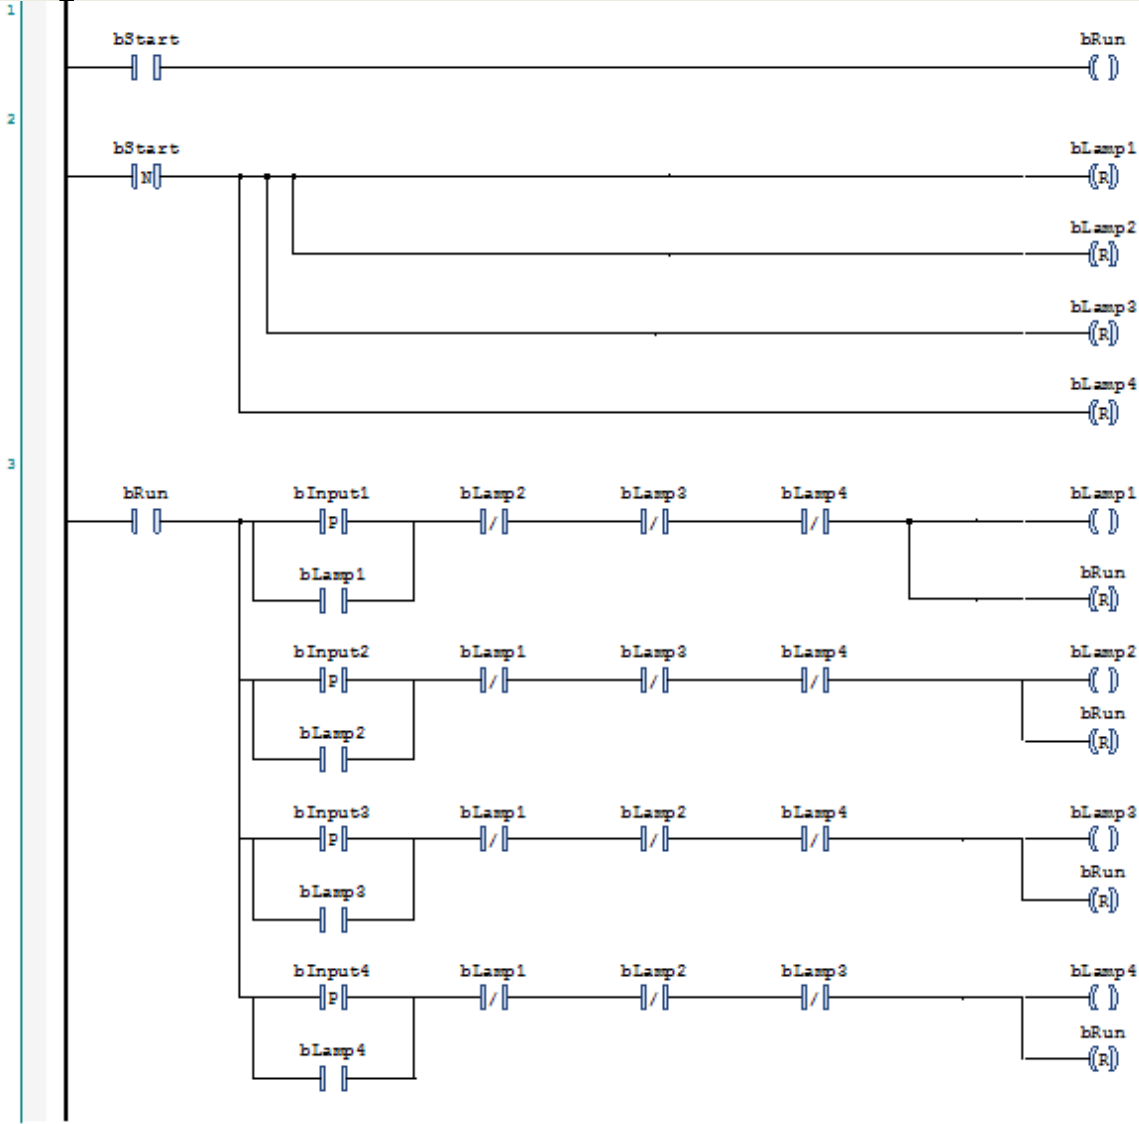 1
bStart bRun
2
bStart bLamp1
N R
bLamp2
R
bLamp3
R
bLamp4
R
3
bRun bInput1 bLamp2 bLamp3 bLamp4 bLamp1
P / / /
bLamp1 bRun
R
bInput2 bLamp1 bLamp3 bLamp4 bLamp2
P / / /
bRun
bLamp2
R
bInput3 bLamp1 bLamp2 bLamp4 bLamp3
P / / /
bRun
bLamp3
R
bInput4 bLamp1 bLamp2 bLamp3 bLamp4
P / / /
bRun
bLamp4
R